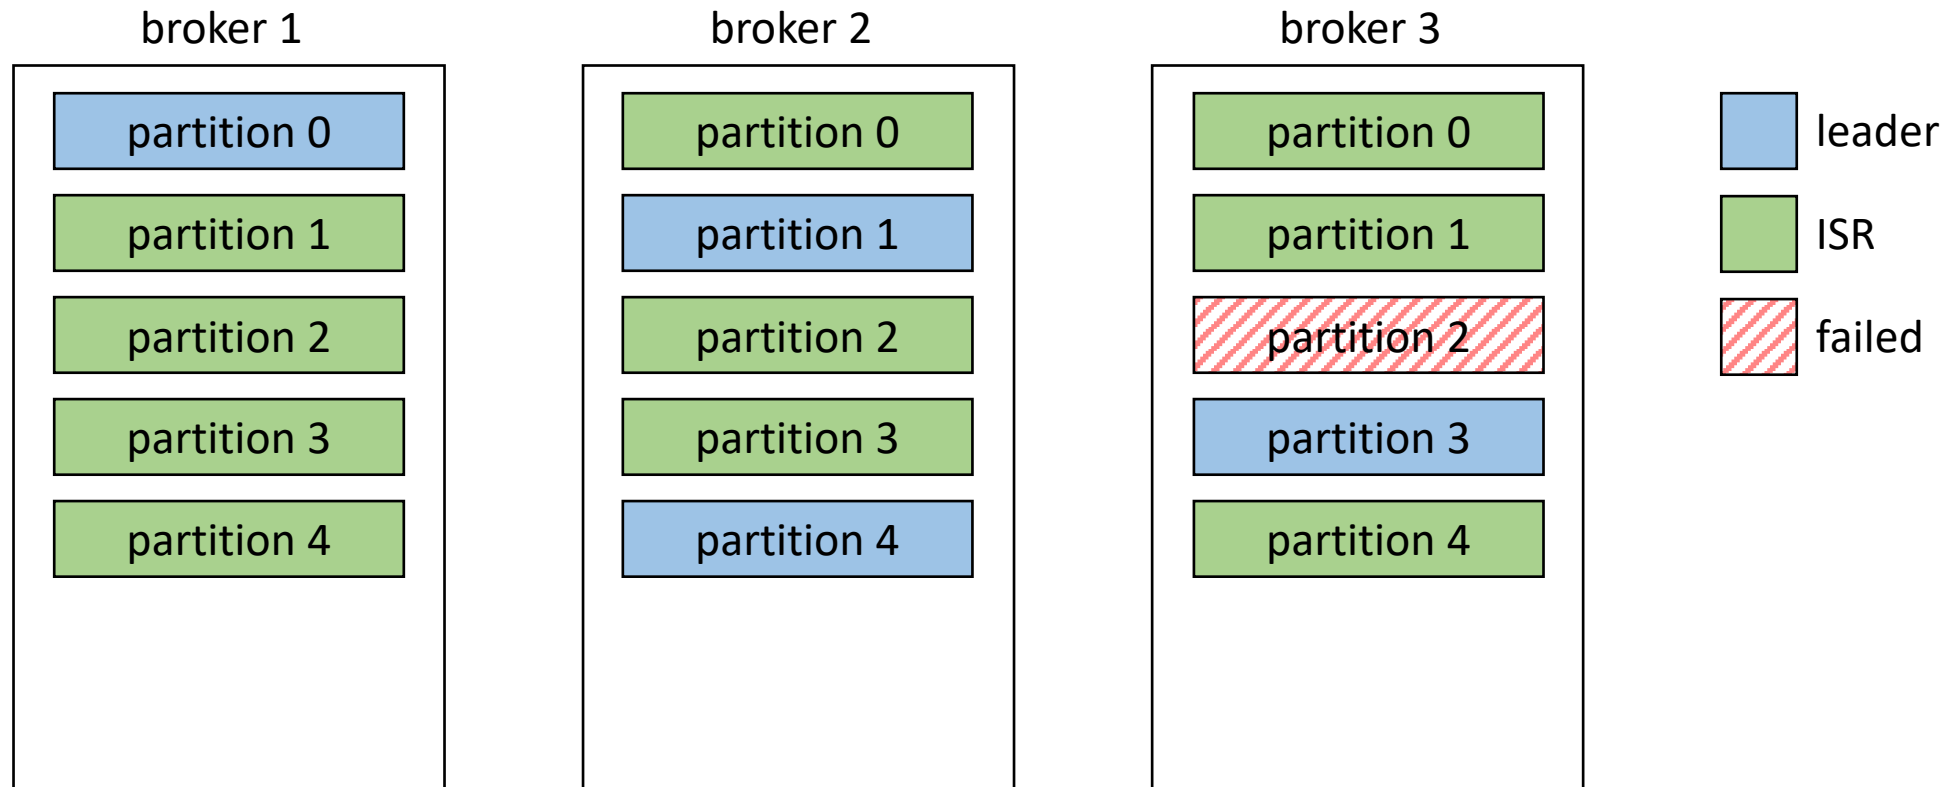 broker 1
partition 0
partition 1
partition 2
partition 3
partition 4
broker 2
partition 0
partition 1
partition 2
partition 3
partition 4
broker 3
partition 0
partition 1
partition 2
partition 3
partition 4
leader
ISR
failed